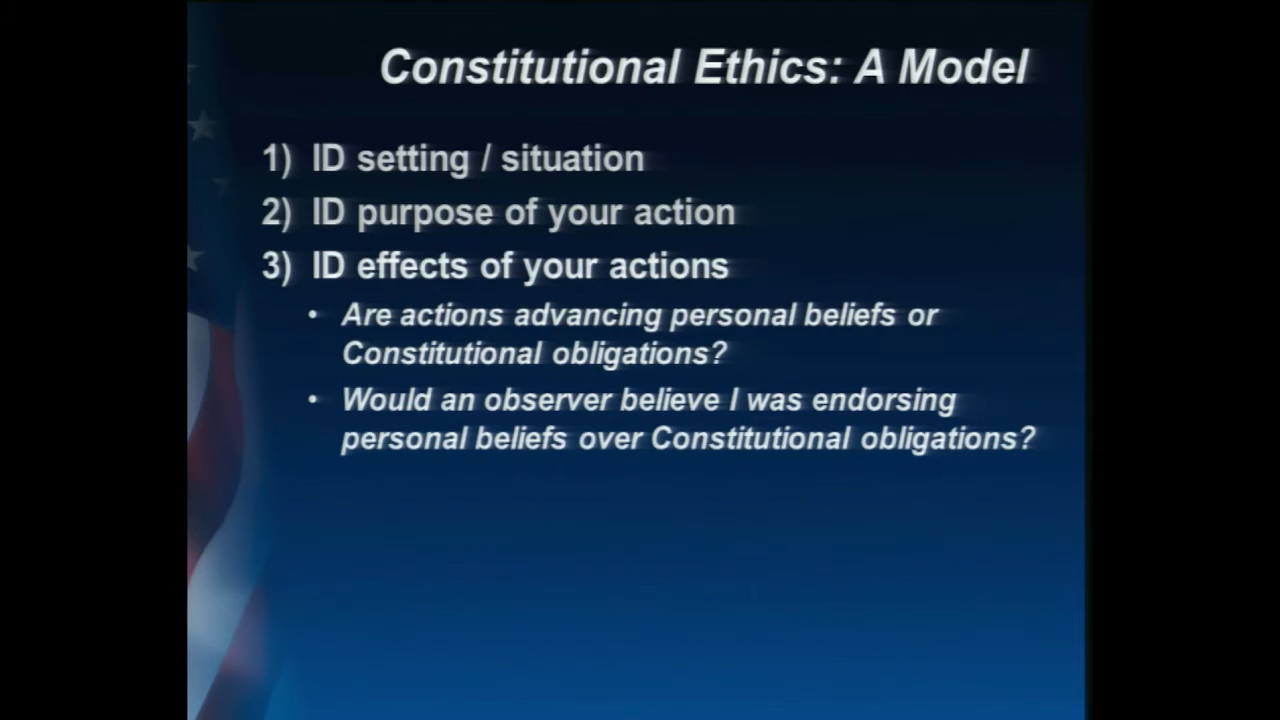 Constitutional Ethics: A Model
1) ID setting / situation
2) ID purpose of your action
3) ID effects of your actions
• Are actions advancing personal beliefs or
Constitutional obligations?
• Would an observer believe I was endorsing
personal beliefs over Constitutional obligations?